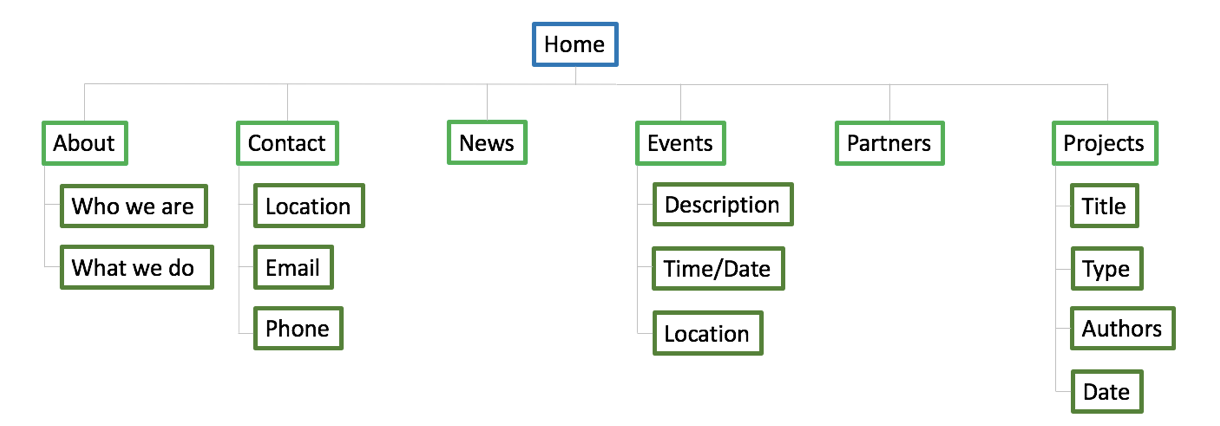 Home
About
Contact
News
Events
Partners
Projects
Who we are
What we do
Location
Email
Phone
Description
Time/Date
Location
Title
Type
Authors
Date